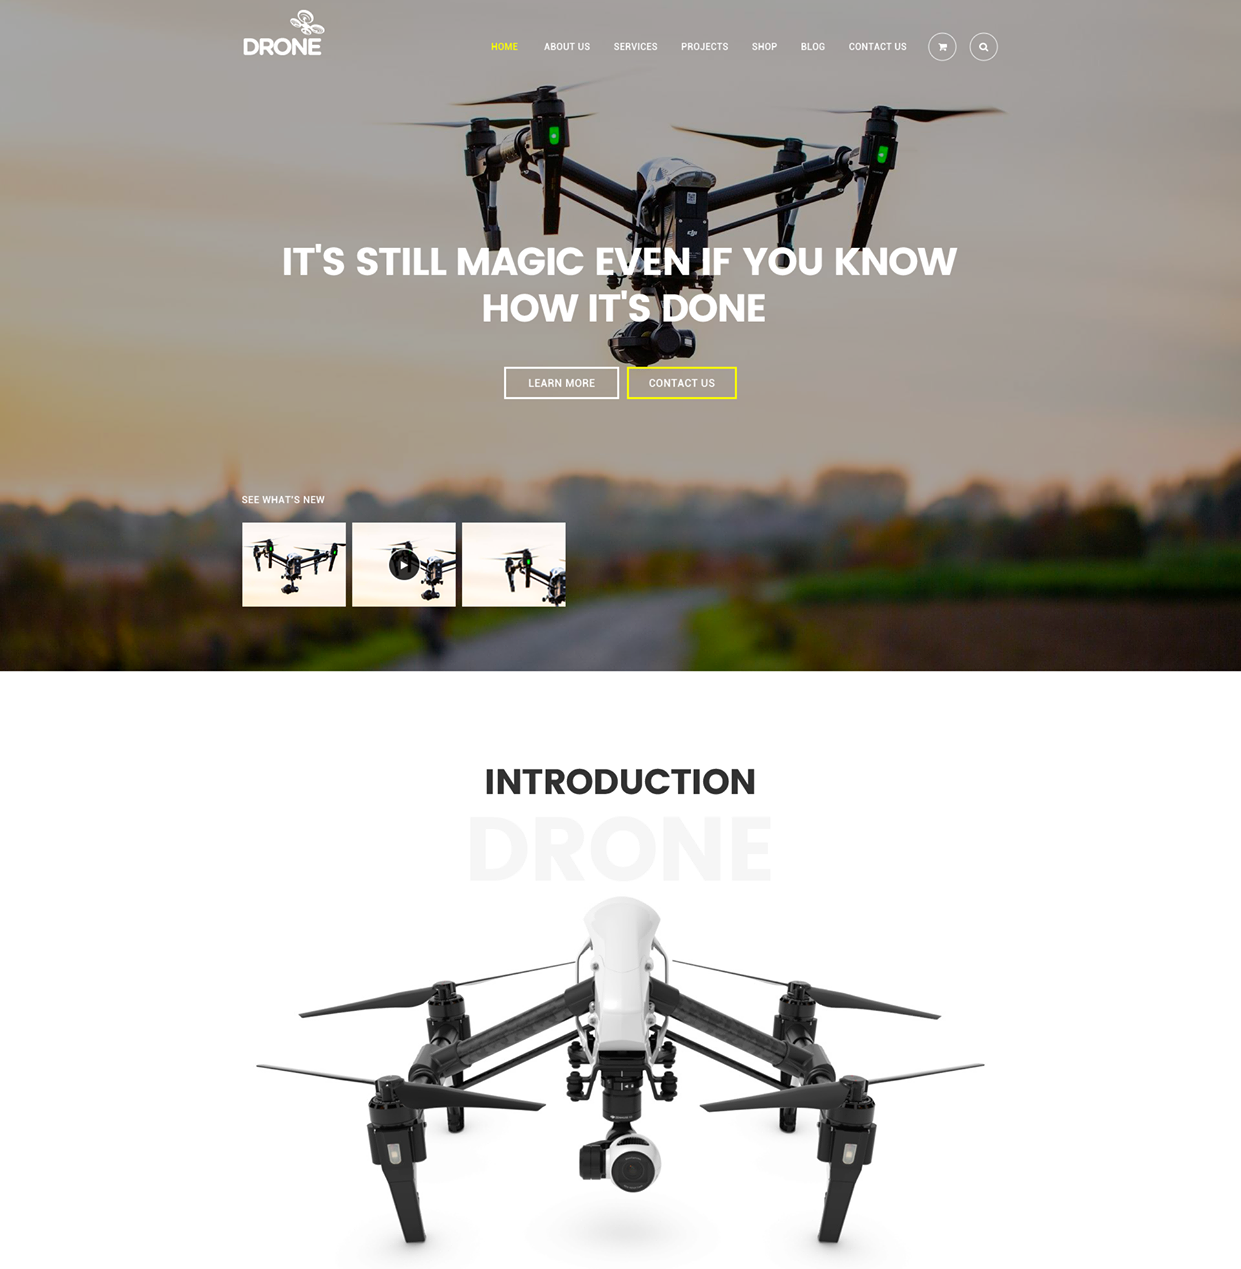 DRONE
HOME ABOUT US SERVICES PROJECTS SHOP BLOG CONTACT US
dji
IT'S STILL MAGIC EVEN IF YOU KNOW
HOW IT'S DONE
LEARN MORE CONTACT US
SEE WHAT'S NEW
INTRODUCTION
DRONE